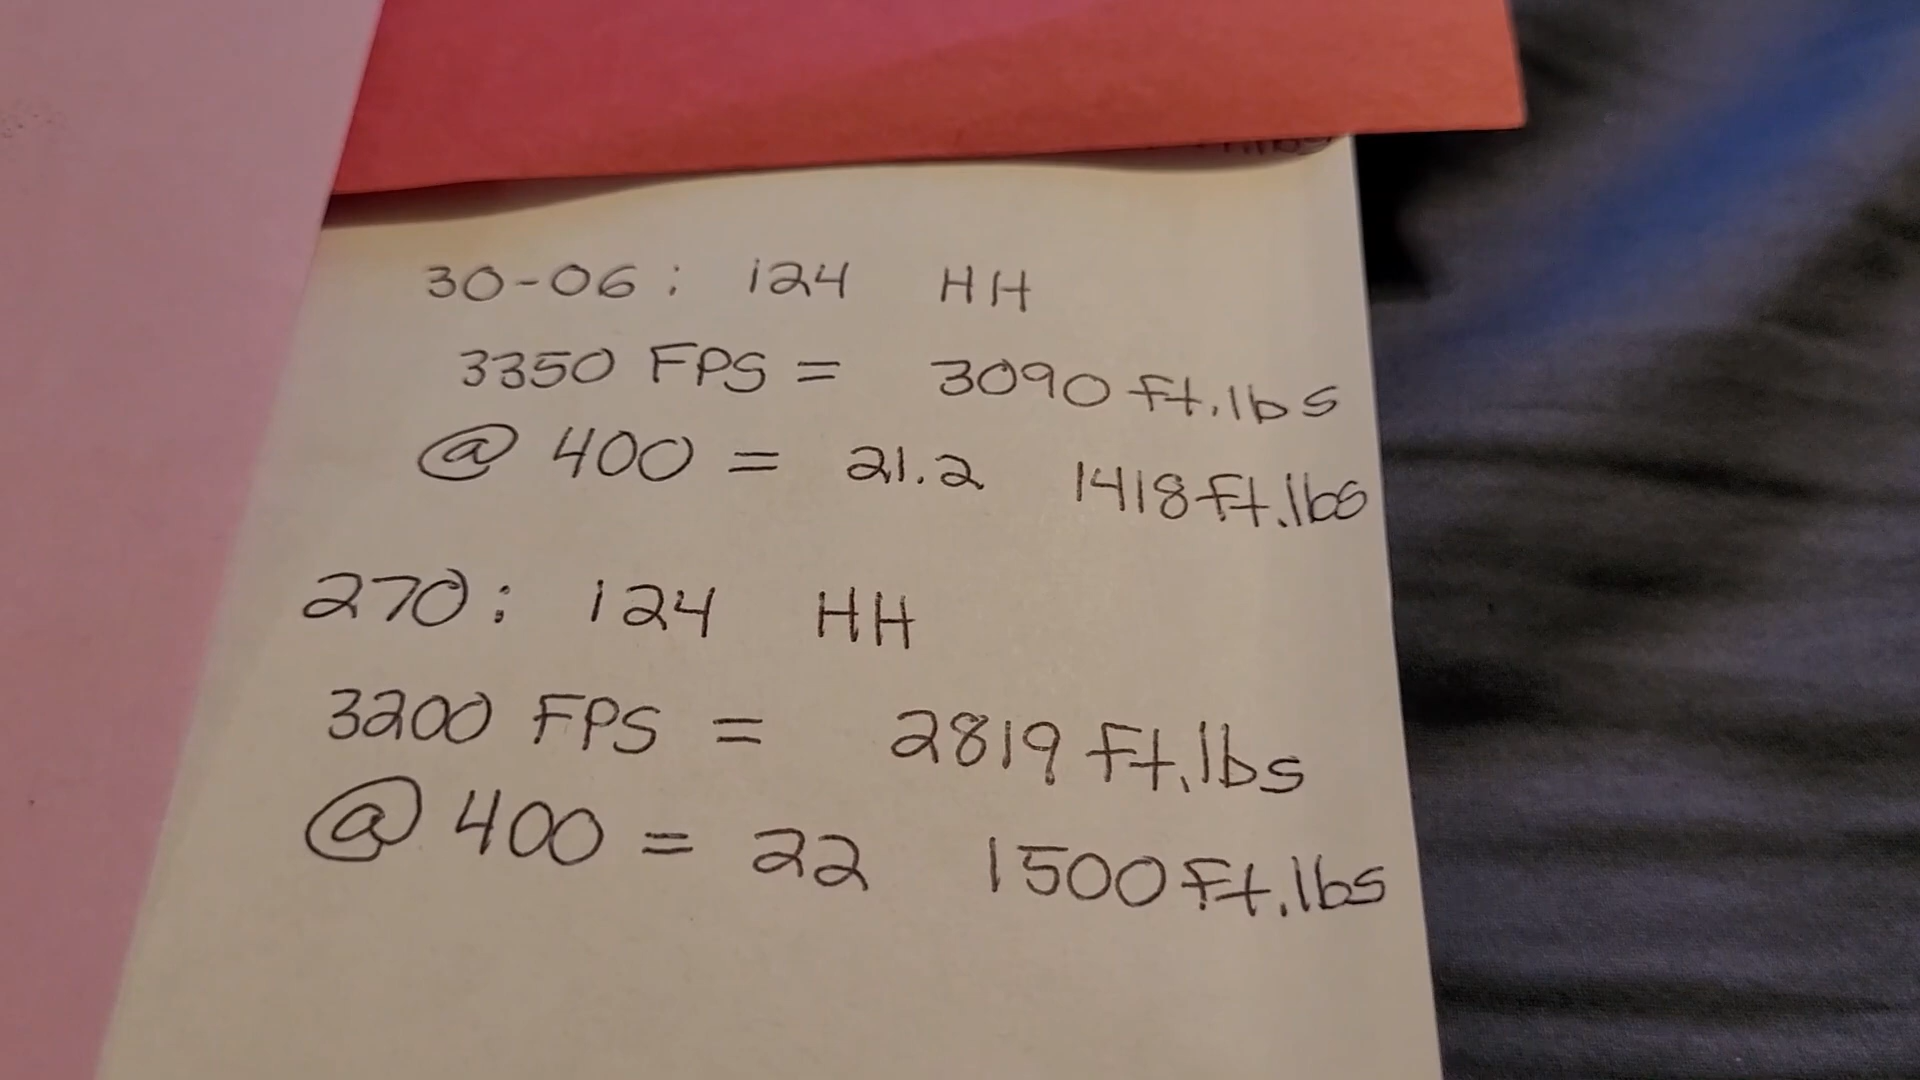 30-06: 124 HH
3350 FPS = 3090 ft.lbs
@ 400 = 21.2 1418 ft.lbs
270: 124 HH
3200 FPS = 2819 ft.lbs
@ 400 = 22 1500 ft.lbs